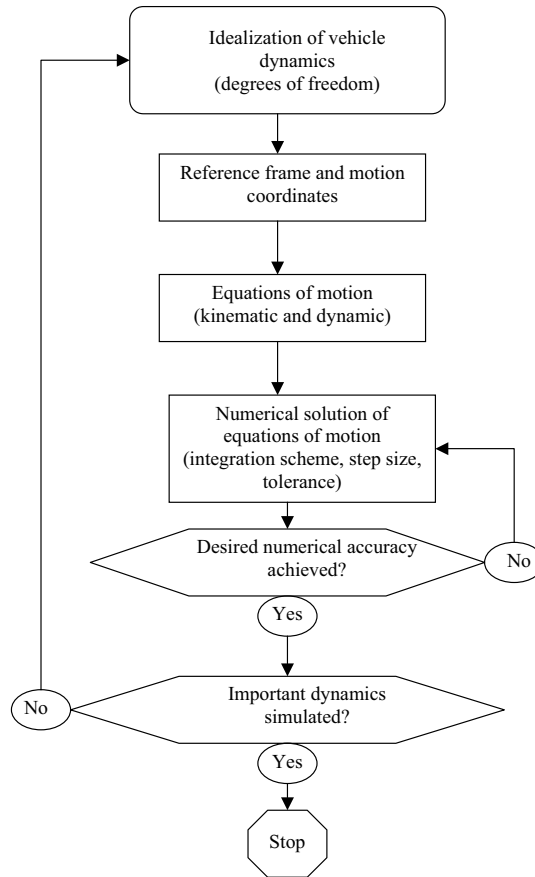 Idealization of vehicle
dynamics
(degrees of freedom)
Reference frame and motion
coordinates
Equations of motion
(kinematic and dynamic)
Numerical solution of
equations of motion
(integration scheme, step size,
tolerance)
Desired numerical accuracy
achieved?
No
Yes
Important dynamics
simulated?
No
Yes
Stop